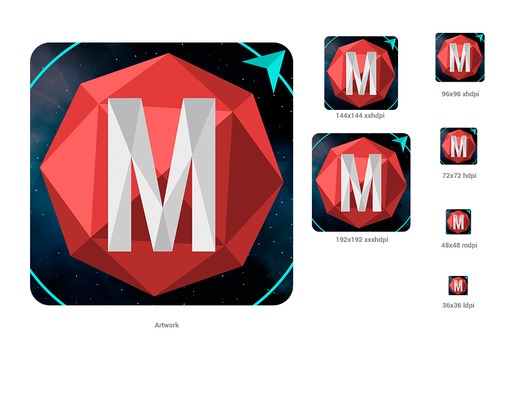 M
Artwork
M
144x144 xxhdpi
M
192x192 xxxhdpi
M
96x96 xhdpi
M
72x72 hdpi
M
48x48 mdpi
M
36x36 ldpi